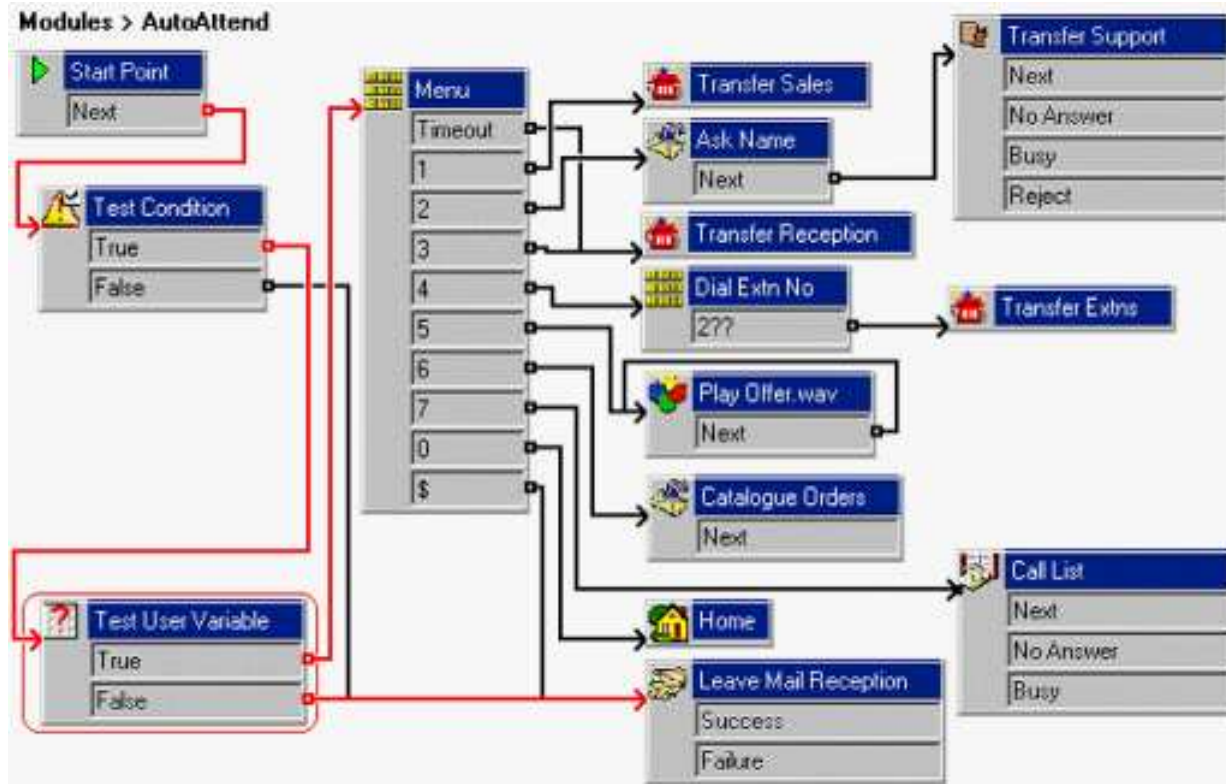 Modules > AutoAttend
Start Point
Next
Test Condition
True
False
Test User Variable
True
False
Menu
Timeout
1
2
3
4
5
6
7
0
$
Transfer Sales
Ask Name
Next
Transfer Reception
Dial Extn No
2??
Play Offer.wav
Next
Catalogue Orders
Next
Home
Leave Mail Reception
Success
Failure
Transfer Support
Next
No Answer
Busy
Reject
Transfer Extns
Call List
Next
No Answer
Busy